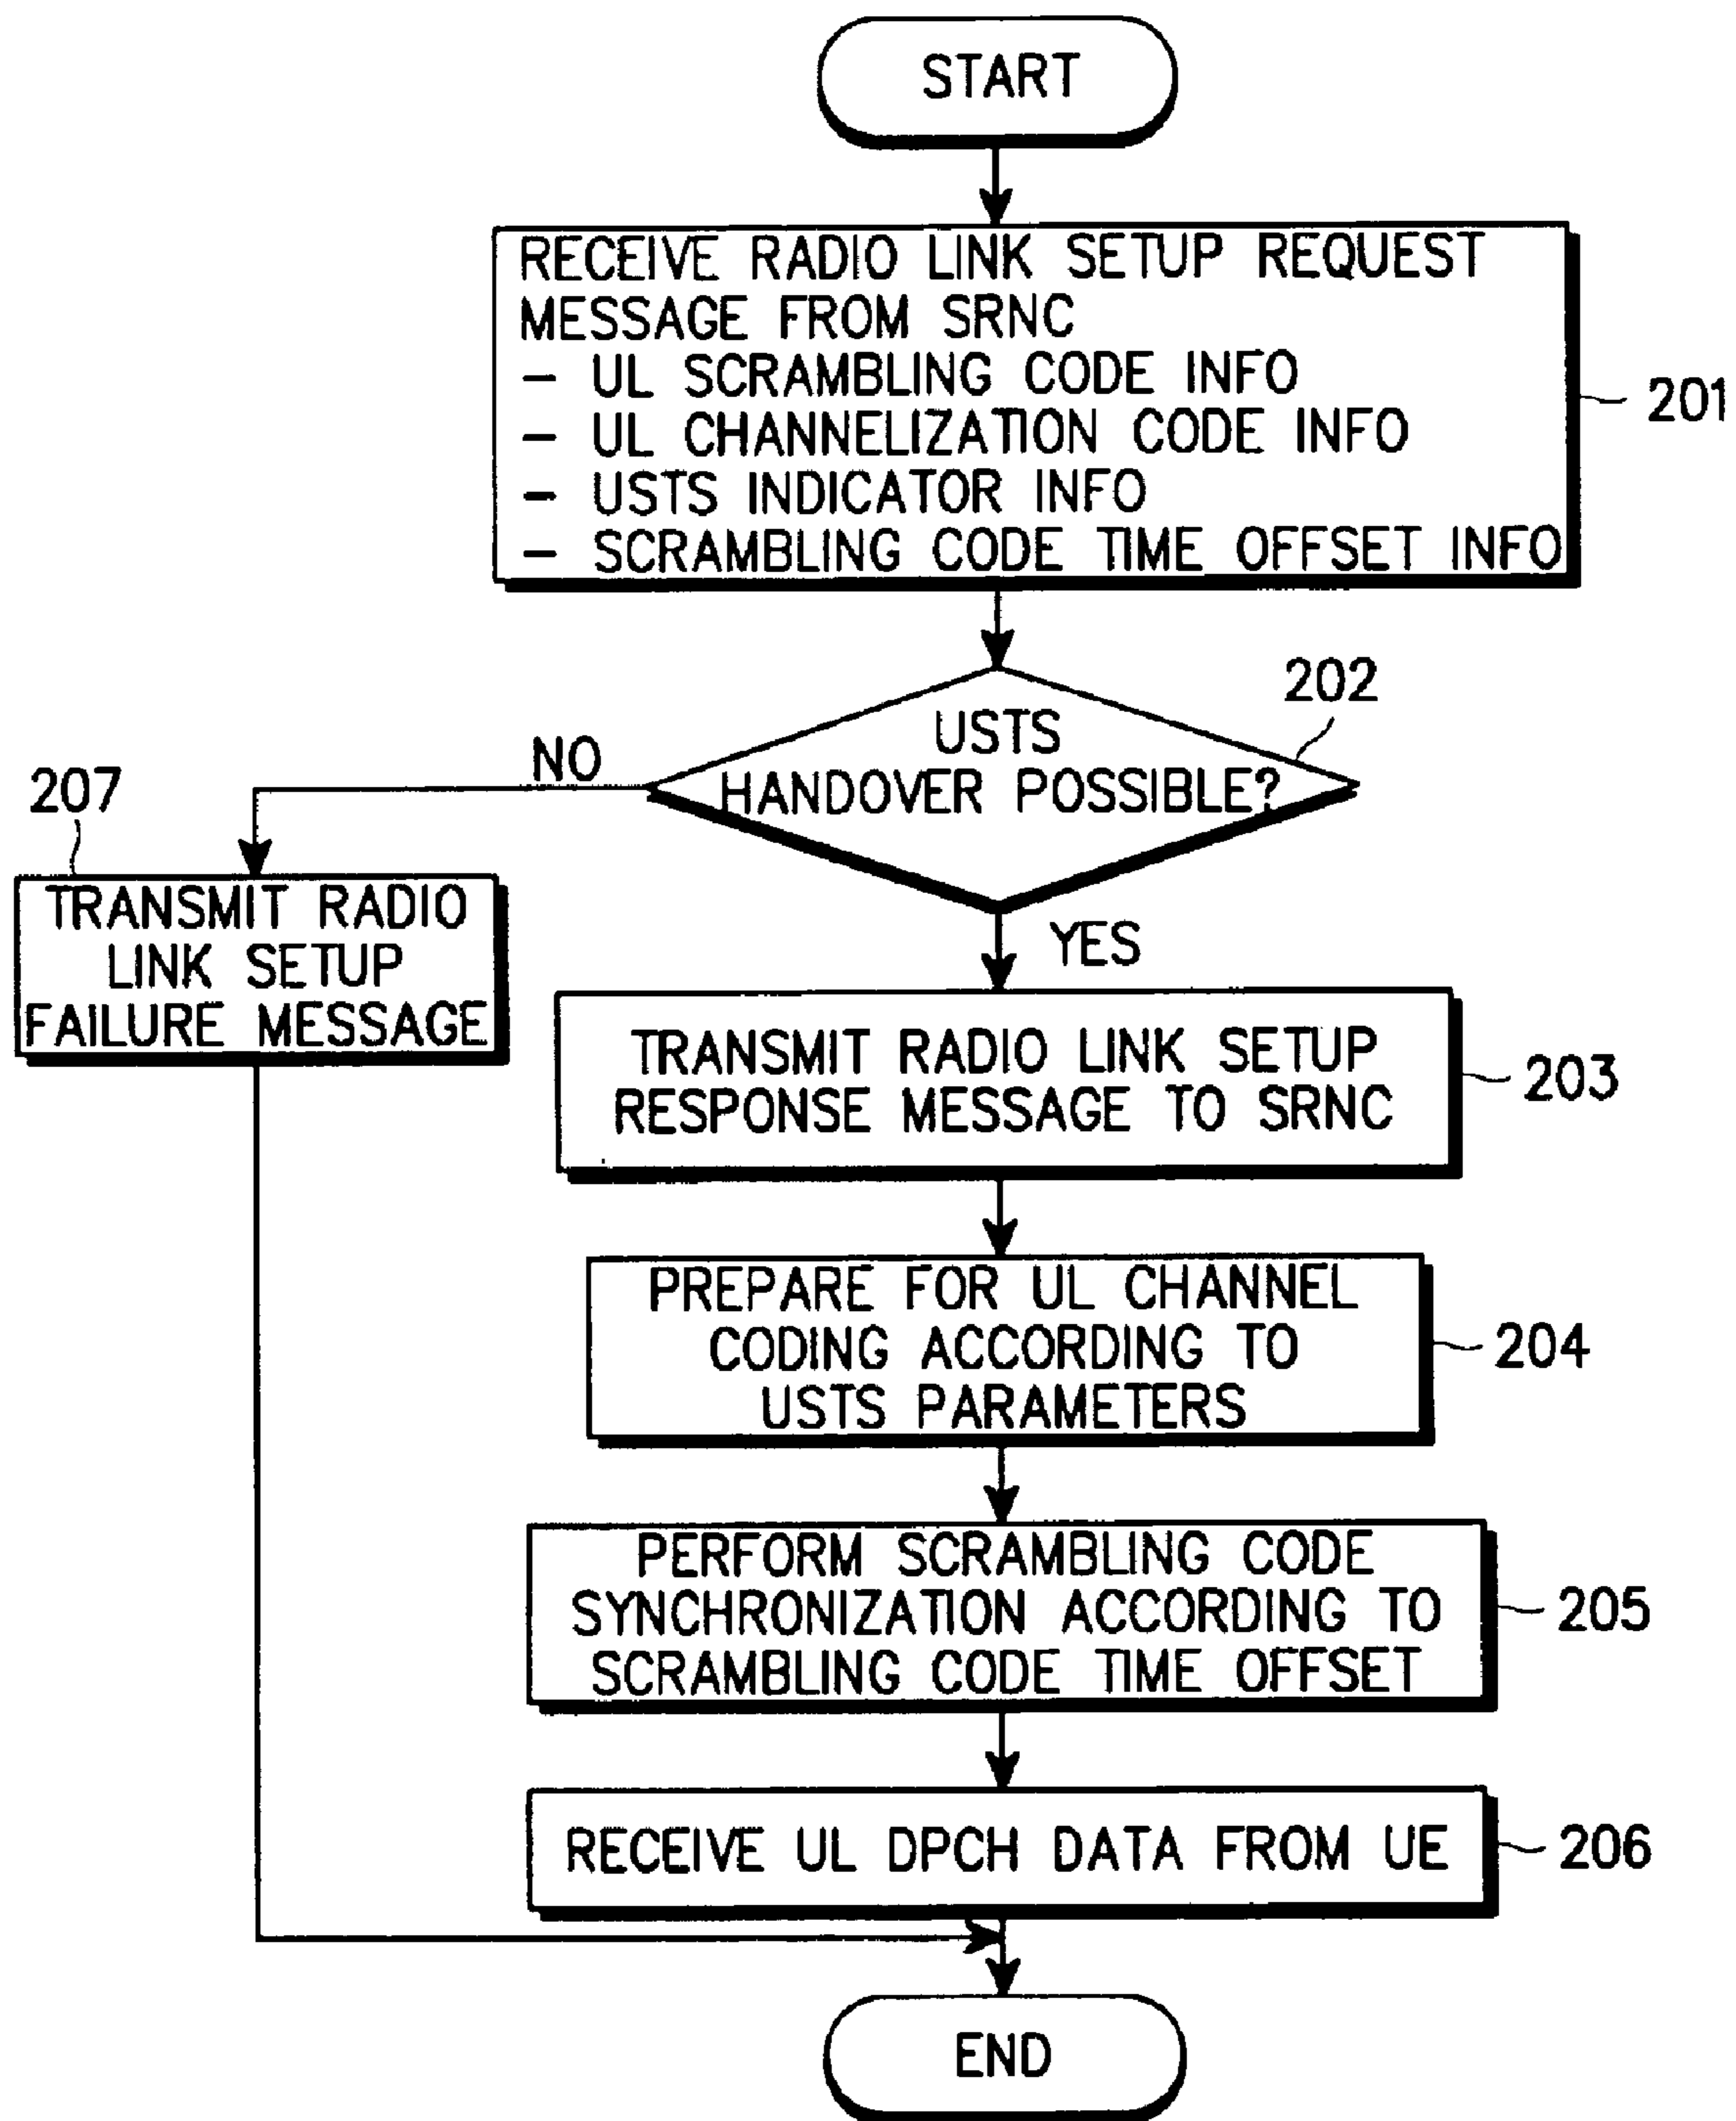 START
RECEIVE RADIO LINK SETUP REQUEST
MESSAGE FROM SRNC
- UL SCRAMBLING CODE INFO
- UL CHANNELIZATION CODE INFO
- USTS INDICATOR INFO
- SCRAMBLING CODE TIME OFFSET INFO
201
202
USTS
HANDOVER POSSIBLE?
NO
207
TRANSMIT RADIO
LINK SETUP
FAILURE MESSAGE
YES
TRANSMIT RADIO LINK SETUP
RESPONSE MESSAGE TO SRNC
203
PREPARE FOR UL CHANNEL
CODING ACCORDING TO
USTS PARAMETERS
204
PERFORM SCRAMBLING CODE
SYNCHRONIZATION ACCORDING TO
SCRAMBLING CODE TIME OFFSET
205
RECEIVE UL DPCH DATA FROM UE
206
END